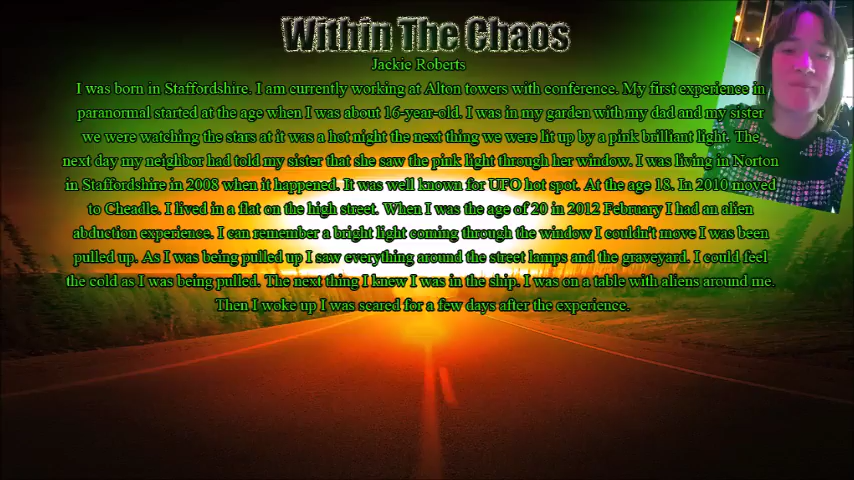 Within The Chaos
Jackie Roberts
I was born in Staffordshire. I am currently working at Alton towers with conference. My first experience in
paranormal started at the age when I was about 16-year-old. I was in my garden with my dad and my sister
we were watching the stars at it was a hot night the next thing we were lit up by a pink brilliant light. The
next day my neighbor had told my sister that she saw the pink light through her window. I was living in Norton
in Staffordshire in 2008 when it happened. It was well known for UFO hot spot. At the age 18. In 2010 moved
to Cheadle. I lived in a flat on the high street. When I was the age of 20 in 2012 February I had an alien
abduction experience. I can remember a bright light coming through the window I couldn't move I was been
pulled up. As I was being pulled up I saw everything around the street lamps and the graveyard. I could feel
the cold as I was being pulled. The next thing I knew I was in the ship. I was on a table with aliens around me.
Then I woke up I was scared for a few days after the experience.